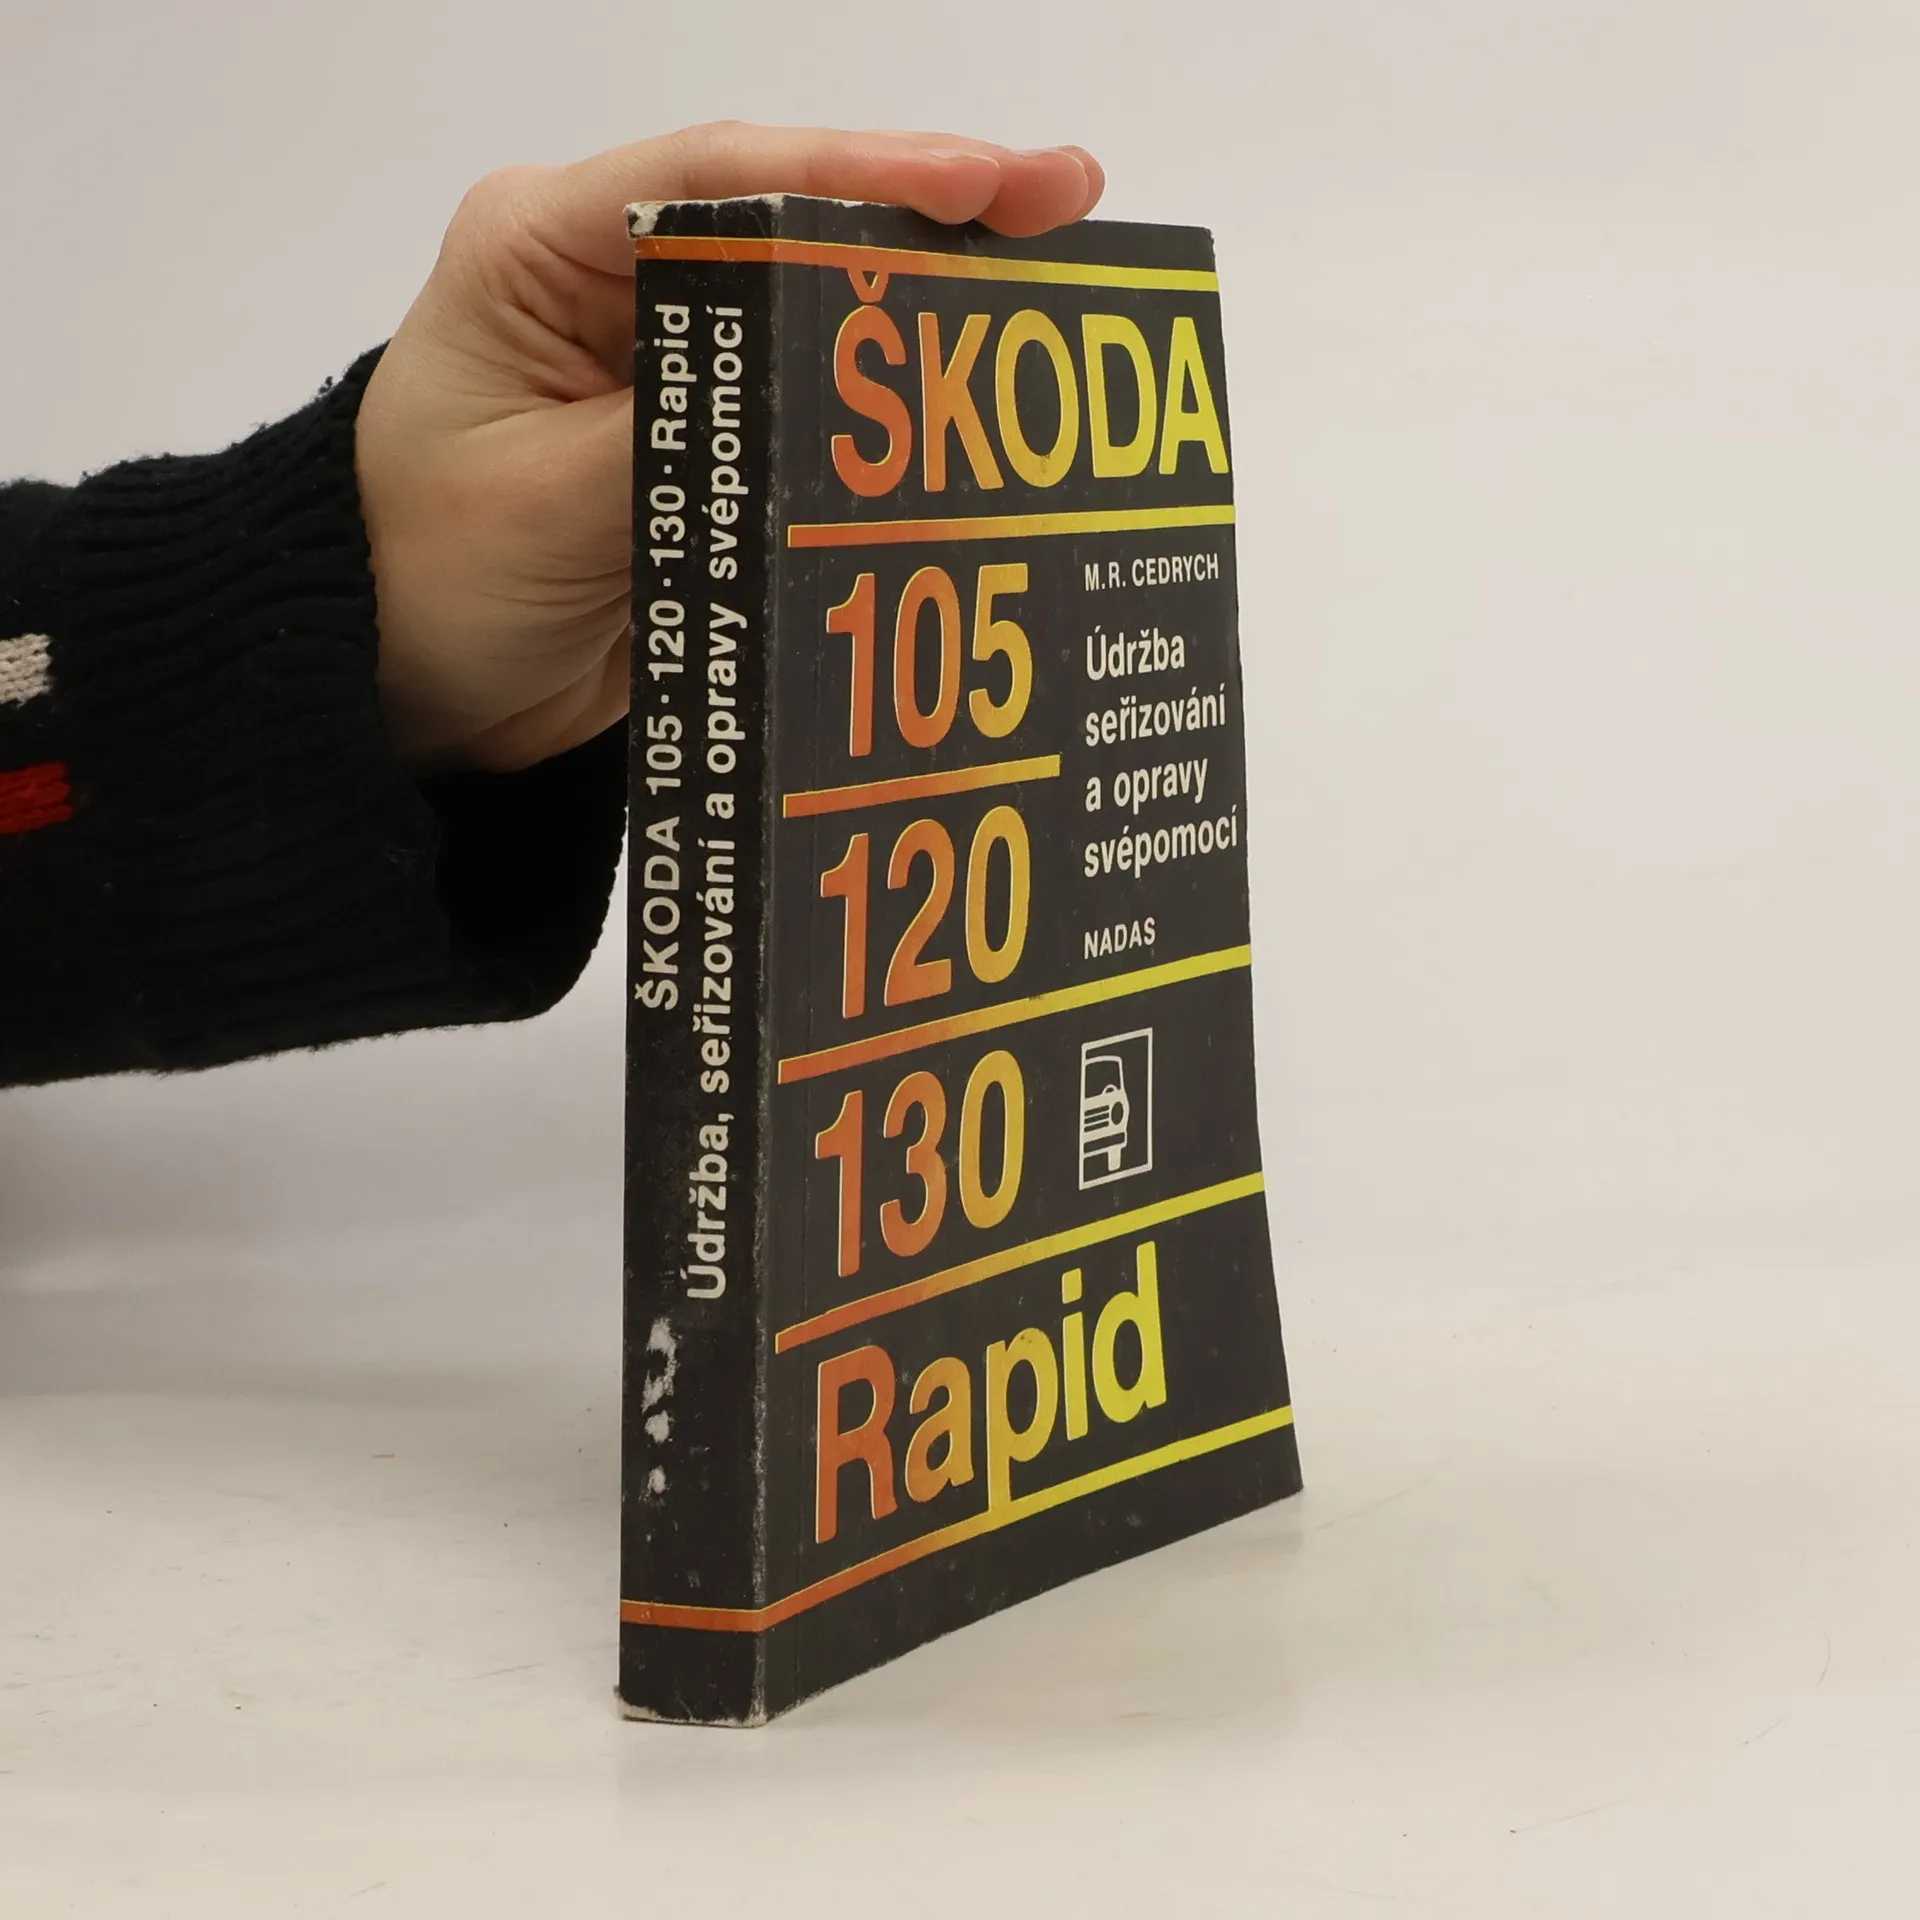 ŠKODA 105·120·130·Rapid
Údržba, seřizování a opravy svépomocí
ŠKODA
105
M.R. CEDRYCH
Údržba
seřizování
a opravy
svépomocí
120
NADAS
130
Rapid